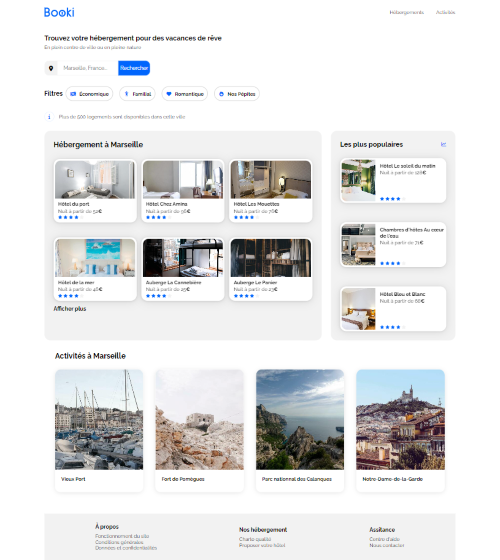 Booki
Hébergements Activités
Trouvez votre hébergement pour des vacances de rêve
En plein centre-ville ou en pleine nature
Marseille, France... Rechercher
Filtres Économique Familial Romantique Nos Pépites
Plus de 500 logements sont disponibles dans cette ville
Hébergement à Marseille
Hôtel du port
Nuit à partir de 52€
Hôtel Chez Amina
Nuit à partir de 96€
Hôtel Les Mouettes
Nuit à partir de 76€
Hôtel de la mer
Nuit à partir de 46€
Auberge La Cannebière
Nuit à partir de 25€
Auberge Le Panier
Nuit à partir de 23€
Afficher plus
Les plus populaires
Hôtel Le soleil du matin
Nuit à partir de 128€
Chambres d'hôtes Au cœur
de l'eau
Nuit à partir de 71€
Hôtel Bleu et Blanc
Nuit à partir de 68€
Activités à Marseille
Vieux Port
Fort de Pomègues
Parc national des Calanques
Notre-Dame-de-la-Garde
À propos
Fonctionnement du site
Conditions générales
Données et confidentialités
Nos hébergement
Charte qualité
Proposer votre hôtel
Assistance
Centre d'aide
Nous contacter